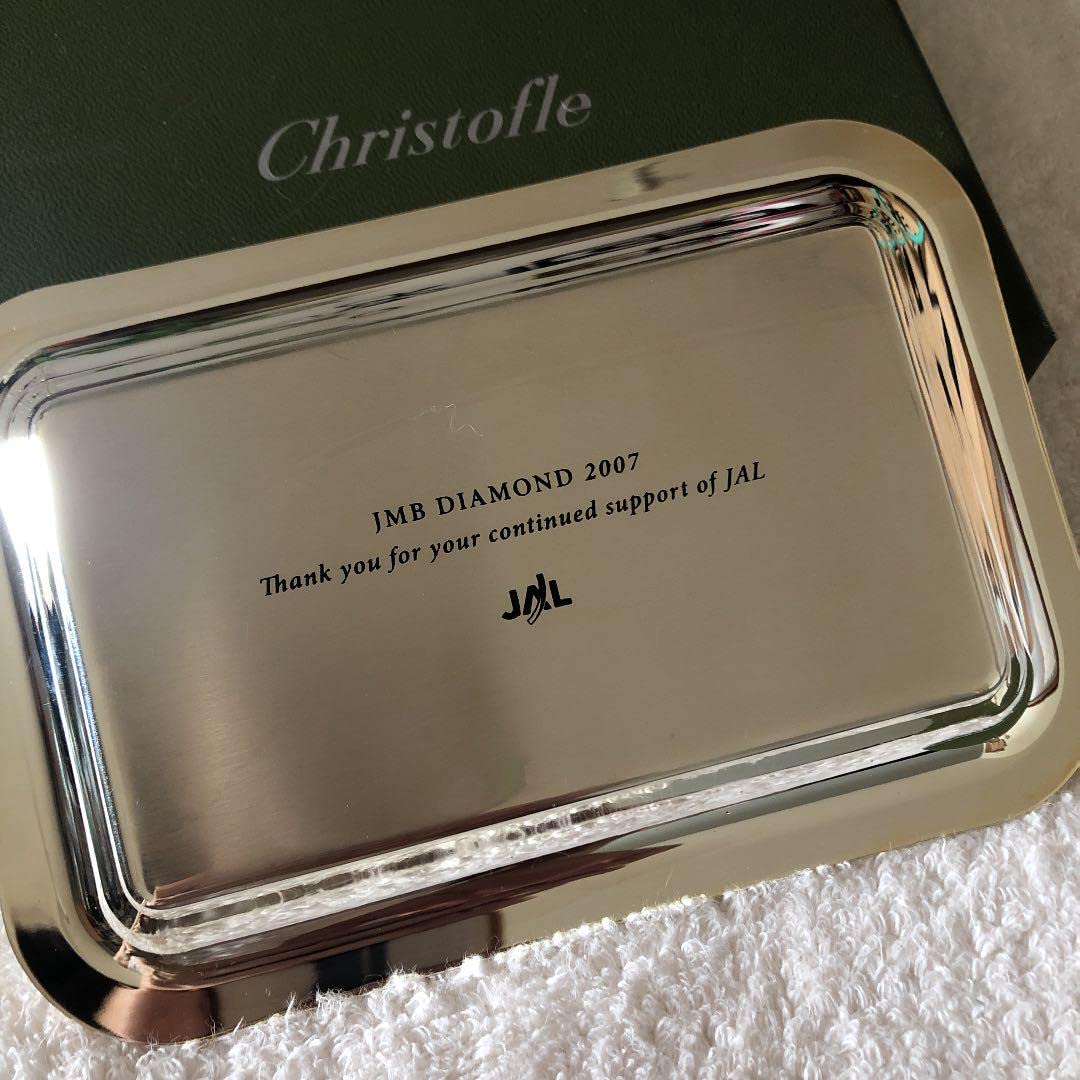 Christofle
JMB DIAMOND 2007
Thank you for your continued support of JAL
JAL